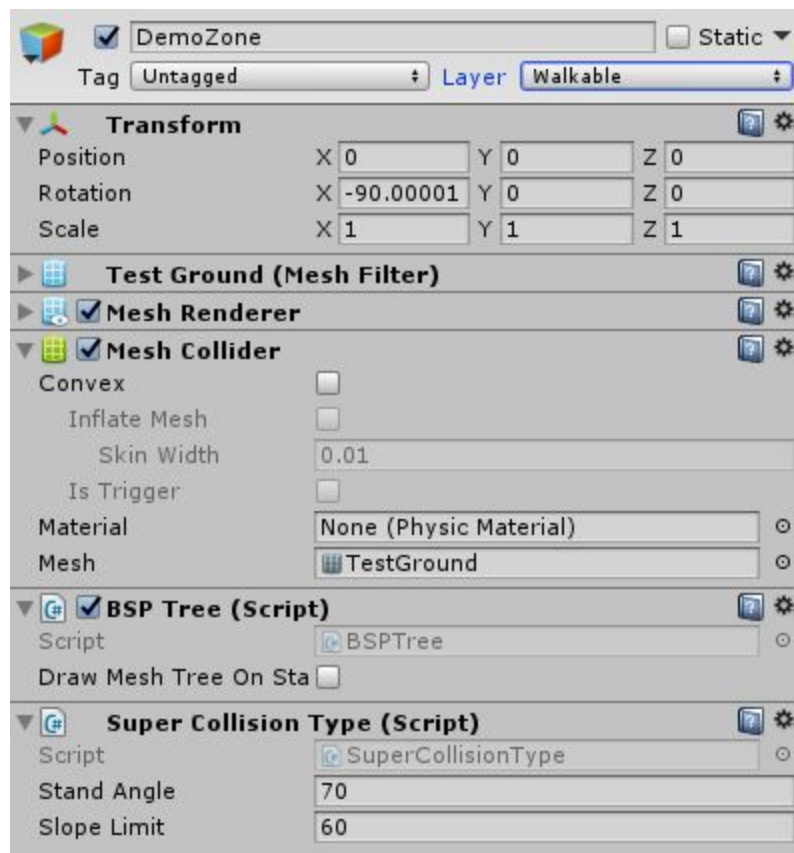 DemoZone Static
Tag Untagged Layer Walkable
Transform
Position X 0 Y 0 Z 0
Rotation X -90.00001 Y 0 Z 0
Scale X 1 Y 1 Z 1
Test Ground (Mesh Filter)
Mesh Renderer
Mesh Collider
Convex
Inflate Mesh
Skin Width 0.01
Is Trigger
Material None (Physic Material)
Mesh TestGround
C# BSP Tree (Script)
Script BSPTree
Draw Mesh Tree On Sta
C# Super Collision Type (Script)
Script SuperCollisionType
Stand Angle 70
Slope Limit 60